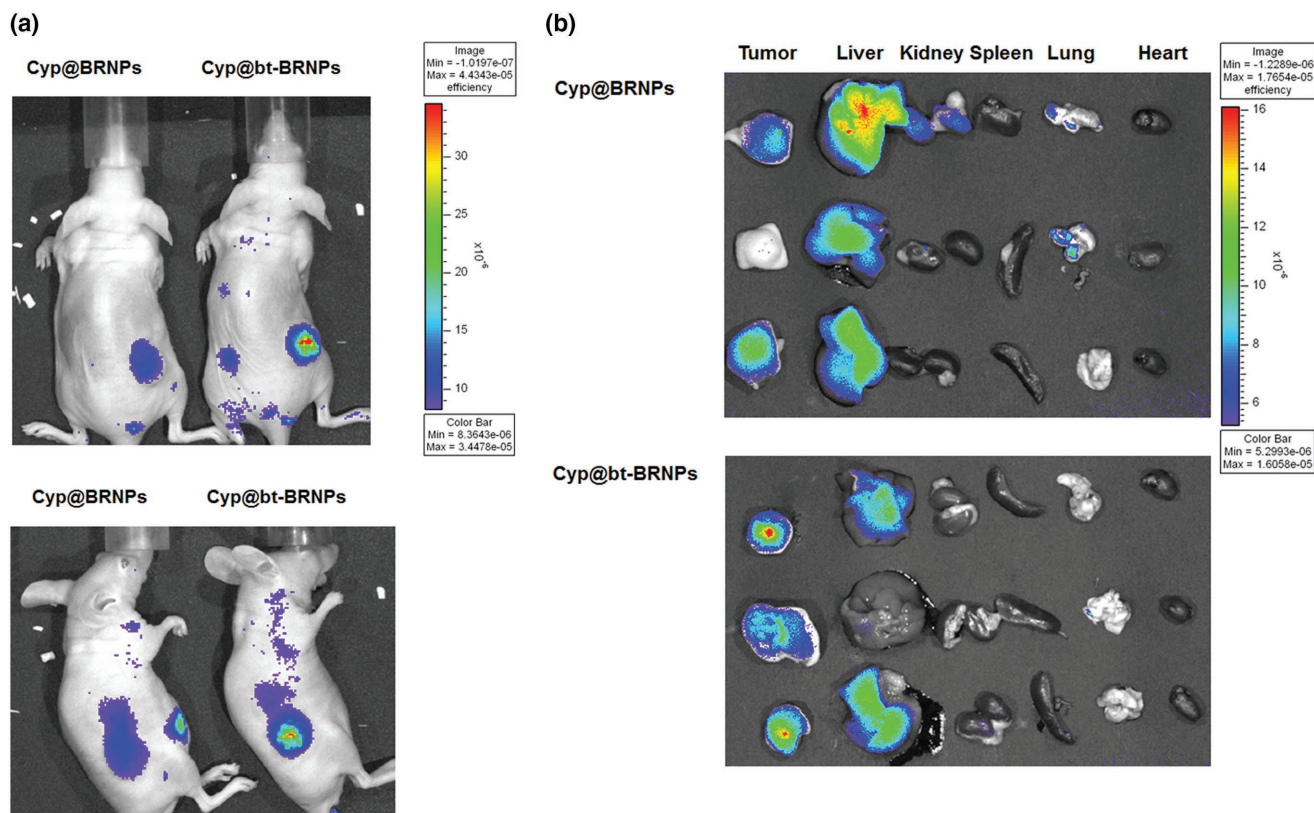 (a)
Cyp@BRNPs Cyp@bt-BRNPs
Image
Min = -1.0197e-07
Max = 4.4343e-05
efficiency
30
25
20
15
10
x10-6
Color Bar
Min = 8.3643e-06
Max = 3.4478e-05
Cyp@BRNPs Cyp@bt-BRNPs
(b)
Tumor Liver Kidney Spleen Lung Heart
Cyp@BRNPs
Image
Min = -1.2289e-06
Max = 1.7654e-05
efficiency
16
14
12
10
8
6
x10-6
Color Bar
Min = 5.2993e-06
Max = 1.6058e-05
Cyp@bt-BRNPs